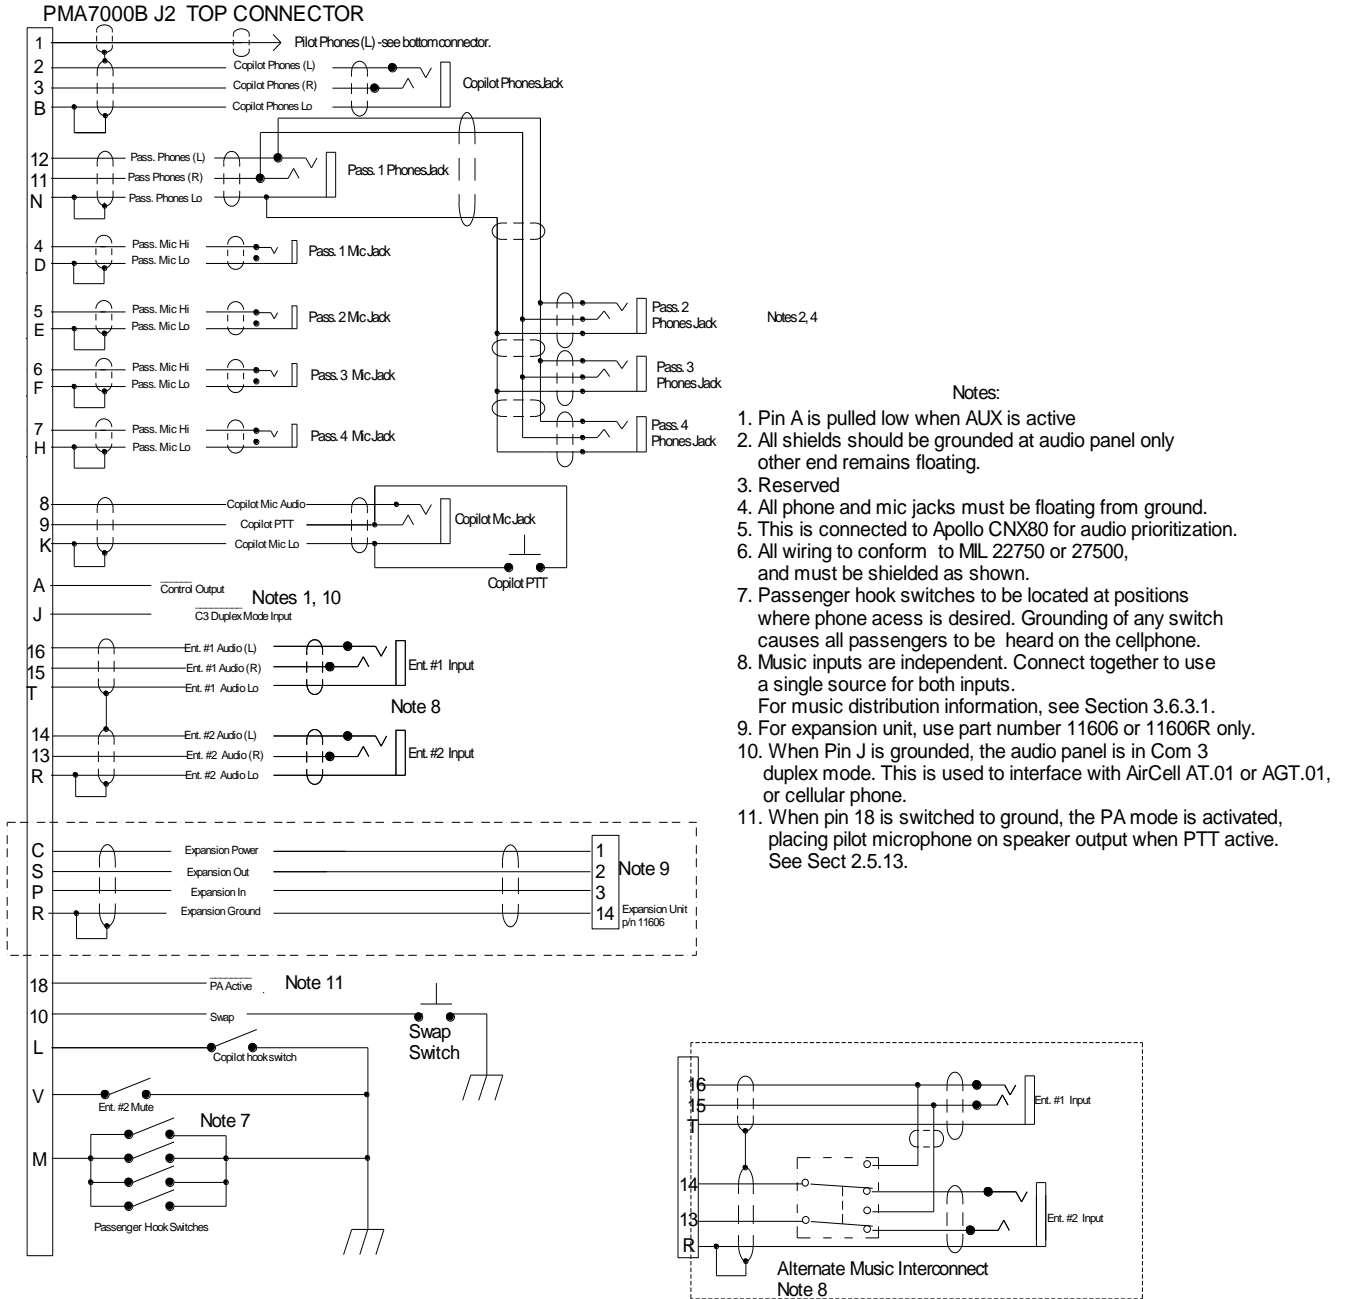 PMA7000B J2 TOP CONNECTOR
1 Pilot Phones (L) -see bottom connector.
2 Copilot Phones (L)
3 Copilot Phones (R) Copilot Phones Jack
B Copilot Phones Lo
12 Pass. Phones (L)
11 Pass Phones (R) Pass. 1 Phones Jack
N Pass. Phones Lo
4 Pass. Mic Hi
D Pass. Mic Lo Pass. 1 Mic Jack
5 Pass. Mic Hi
E Pass. Mic Lo Pass. 2 Mic Jack
6 Pass. Mic Hi
F Pass. Mic Lo Pass. 3 Mic Jack
7 Pass. Mic Hi
H Pass. Mic Lo Pass. 4 Mic Jack
Pass. 2
Phones Jack
Notes 2, 4
Pass. 3
Phones Jack
Pass. 4
Phones Jack
8 Copilot Mic Audio
9 Copilot PTT Copilot Mic Jack
K Copilot Mic Lo
Copilot PTT
A Control Output
Notes 1, 10
J C3 Duplex Mode Input
16 Ent. #1 Audio (L)
15 Ent. #1 Audio (R) Ent. #1 Input
T Ent. #1 Audio Lo
Note 8
14 Ent. #2 Audio (L)
13 Ent. #2 Audio (R) Ent. #2 Input
R Ent. #2 Audio Lo
C Expansion Power 1
S Expansion Out 2 Note 9
P Expansion In 3
R Expansion Ground 14 Expansion Unit
p/n 11606
18 PA Active Note 11
10 Swap
Swap
Switch
L Copilot hook switch
V Ent. #2 Mute
Note 7
M
Passenger Hook Switches
Notes:
1. Pin A is pulled low when AUX is active
2. All shields should be grounded at audio panel only
other end remains floating.
3. Reserved
4. All phone and mic jacks must be floating from ground.
5. This is connected to Apollo CNX80 for audio prioritization.
6. All wiring to conform to MIL 22750 or 27500,
and must be shielded as shown.
7. Passenger hook switches to be located at positions
where phone acess is desired. Grounding of any switch
causes all passengers to be heard on the cellphone.
8. Music inputs are independent. Connect together to use
a single source for both inputs.
For music distribution information, see Section 3.6.3.1.
9. For expansion unit, use part number 11606 or 11606R only.
10. When Pin J is grounded, the audio panel is in Com 3
duplex mode. This is used to interface with AirCell AT.01 or AGT.01,
or cellular phone.
11. When pin 18 is switched to ground, the PA mode is activated,
placing pilot microphone on speaker output when PTT active.
See Sect 2.5.13.
16
15 Ent. #1 Input
T
14
13 Ent. #2 Input
R
Alternate Music Interconnect
Note 8